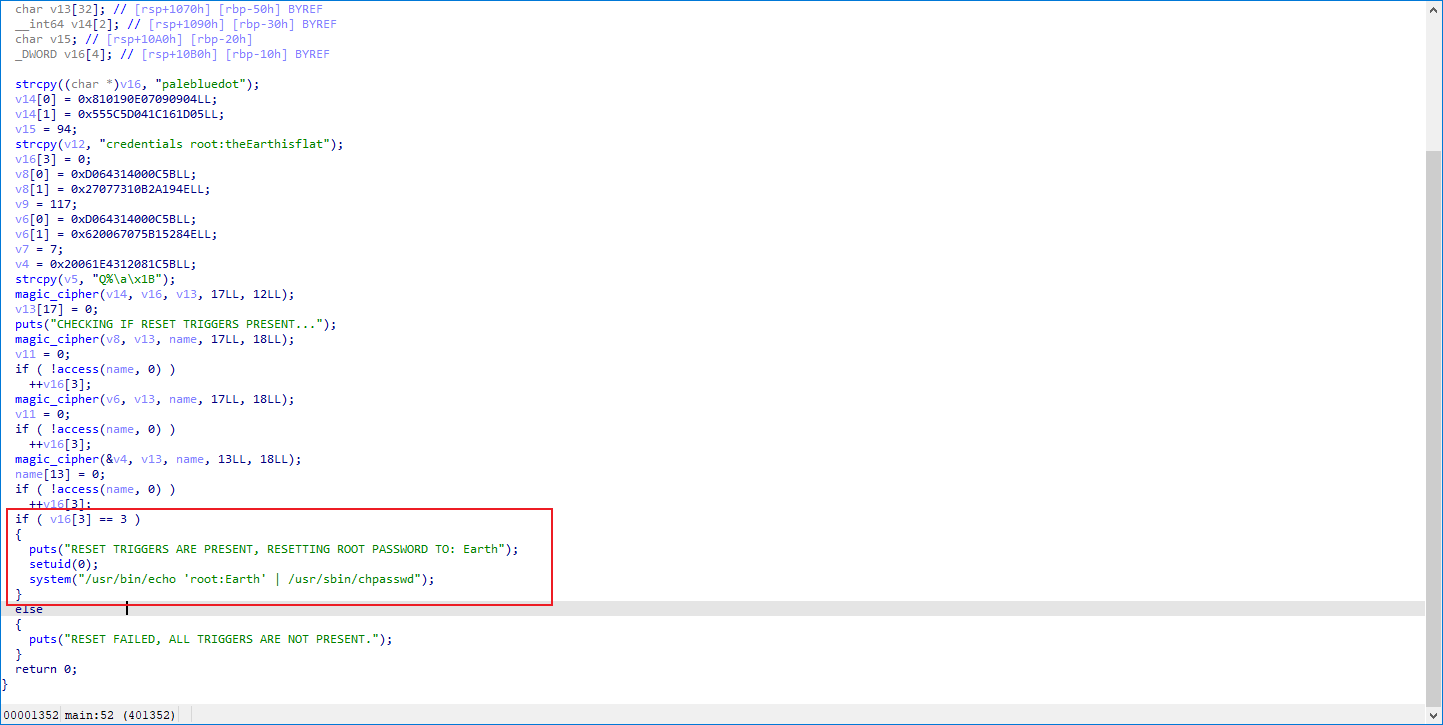 char v13[32]; // [rsp+1070h] [rbp-50h] BYREF
__int64 v14[2]; // [rsp+1090h] [rbp-30h] BYREF
char v15; // [rsp+10A0h] [rbp-20h]
_DWORD v16[4]; // [rsp+10B0h] [rbp-10h] BYREF
strcpy((char *)v16, "palebluedot");
v14[0] = 0x810190E07090904LL;
v14[1] = 0x555C5D041C161D05LL;
v15 = 94;
strcpy(v12, "credentials root:theEarthisflat");
v16[3] = 0;
v8[0] = 0xD064314000C5BLL;
v8[1] = 0x27077310B2A194ELL;
v9 = 117;
v6[0] = 0xD064314000C5BLL;
v6[1] = 0x620067075B15284ELL;
v7 = 7;
v4 = 0x20061E4312081C5BLL;
strcpy(v5, "Q%\a\x1B");
magic_cipher(v14, v16, v13, 17LL, 12LL);
v13[17] = 0;
puts("CHECKING IF RESET TRIGGERS PRESENT...");
magic_cipher(v8, v13, name, 17LL, 18LL);
v11 = 0;
if ( !access(name, 0) )
++v16[3];
magic_cipher(v6, v13, name, 17LL, 18LL);
v11 = 0;
if ( !access(name, 0) )
++v16[3];
magic_cipher(&v4, v13, name, 13LL, 18LL);
name[13] = 0;
if ( !access(name, 0) )
++v16[3];
if ( v16[3] == 3 )
{
puts("RESET TRIGGERS ARE PRESENT, RESETTING ROOT PASSWORD TO: Earth");
setuid(0);
system("/usr/bin/echo 'root:Earth' | /usr/sbin/chpasswd");
}
else
{
puts("RESET FAILED, ALL TRIGGERS ARE NOT PRESENT.");
}
return 0;
}
00001352 main:52 (401352)